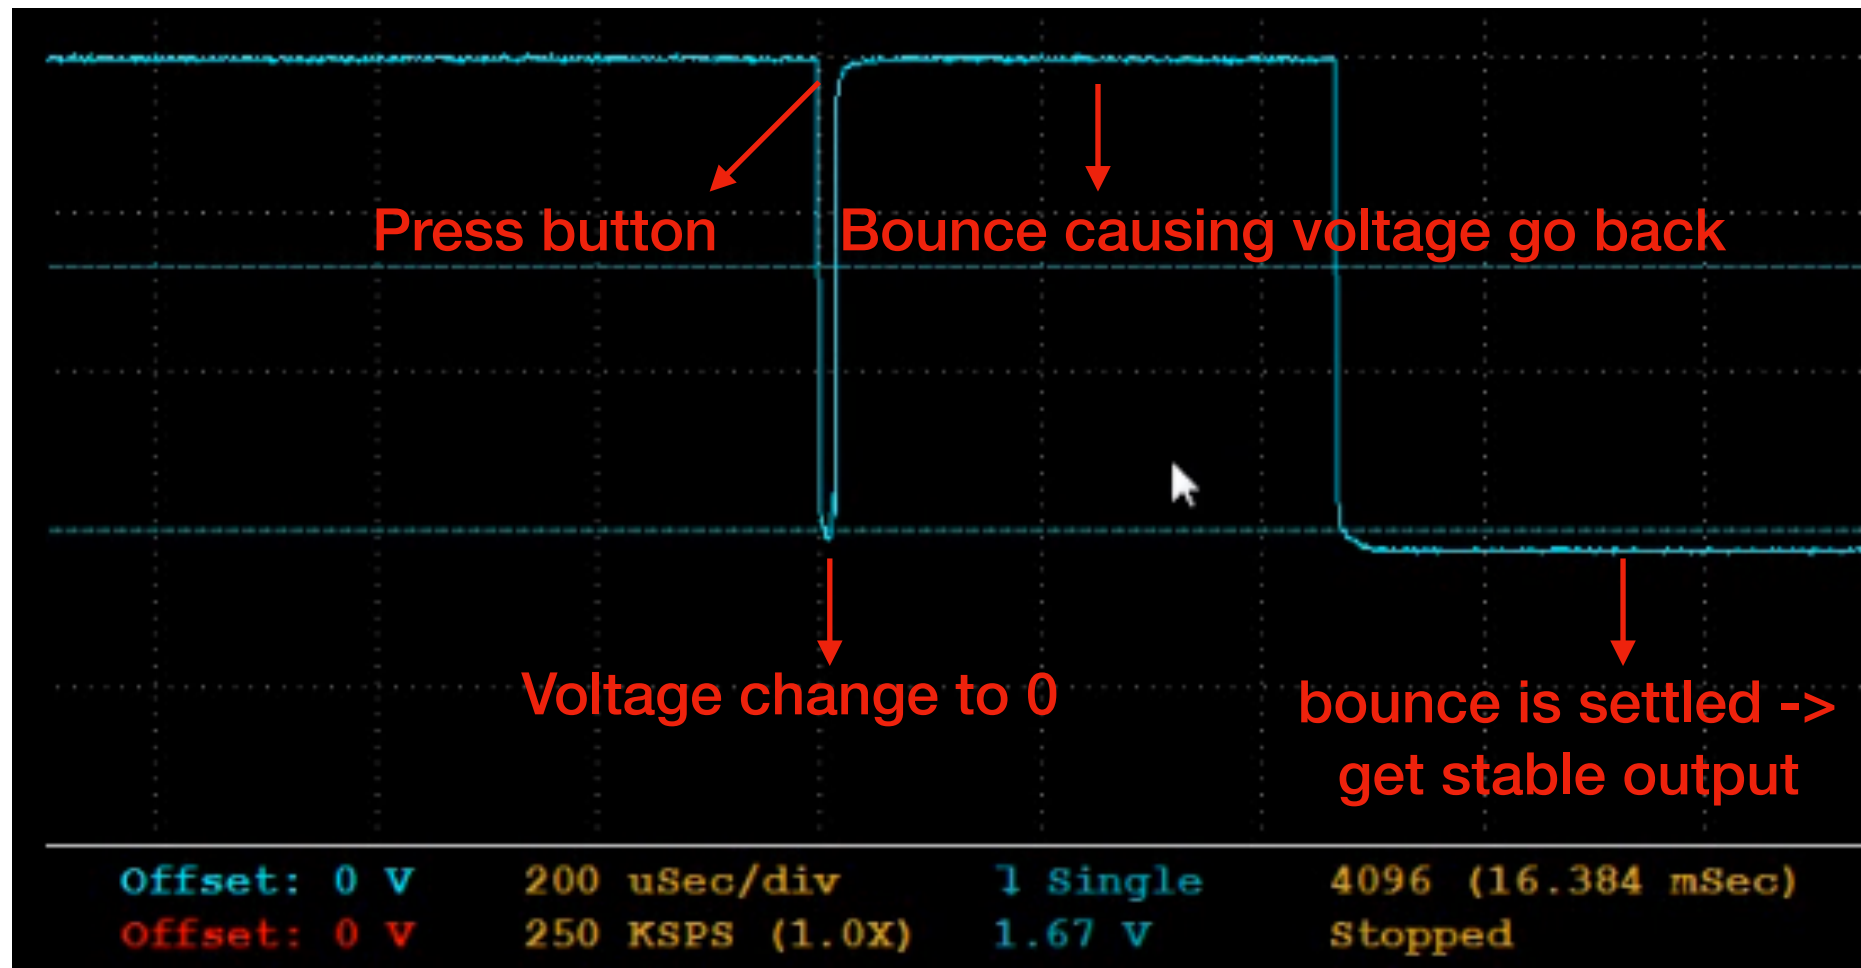 Press button
Bounce causing voltage go back
Voltage change to 0
bounce is settled ->
get stable output
Offset: 0 V 200 uSec/div ↴ Single 4096 (16.384 mSec)
Offset: 0 V 250 KSPS (1.0X) 1.67 V Stopped